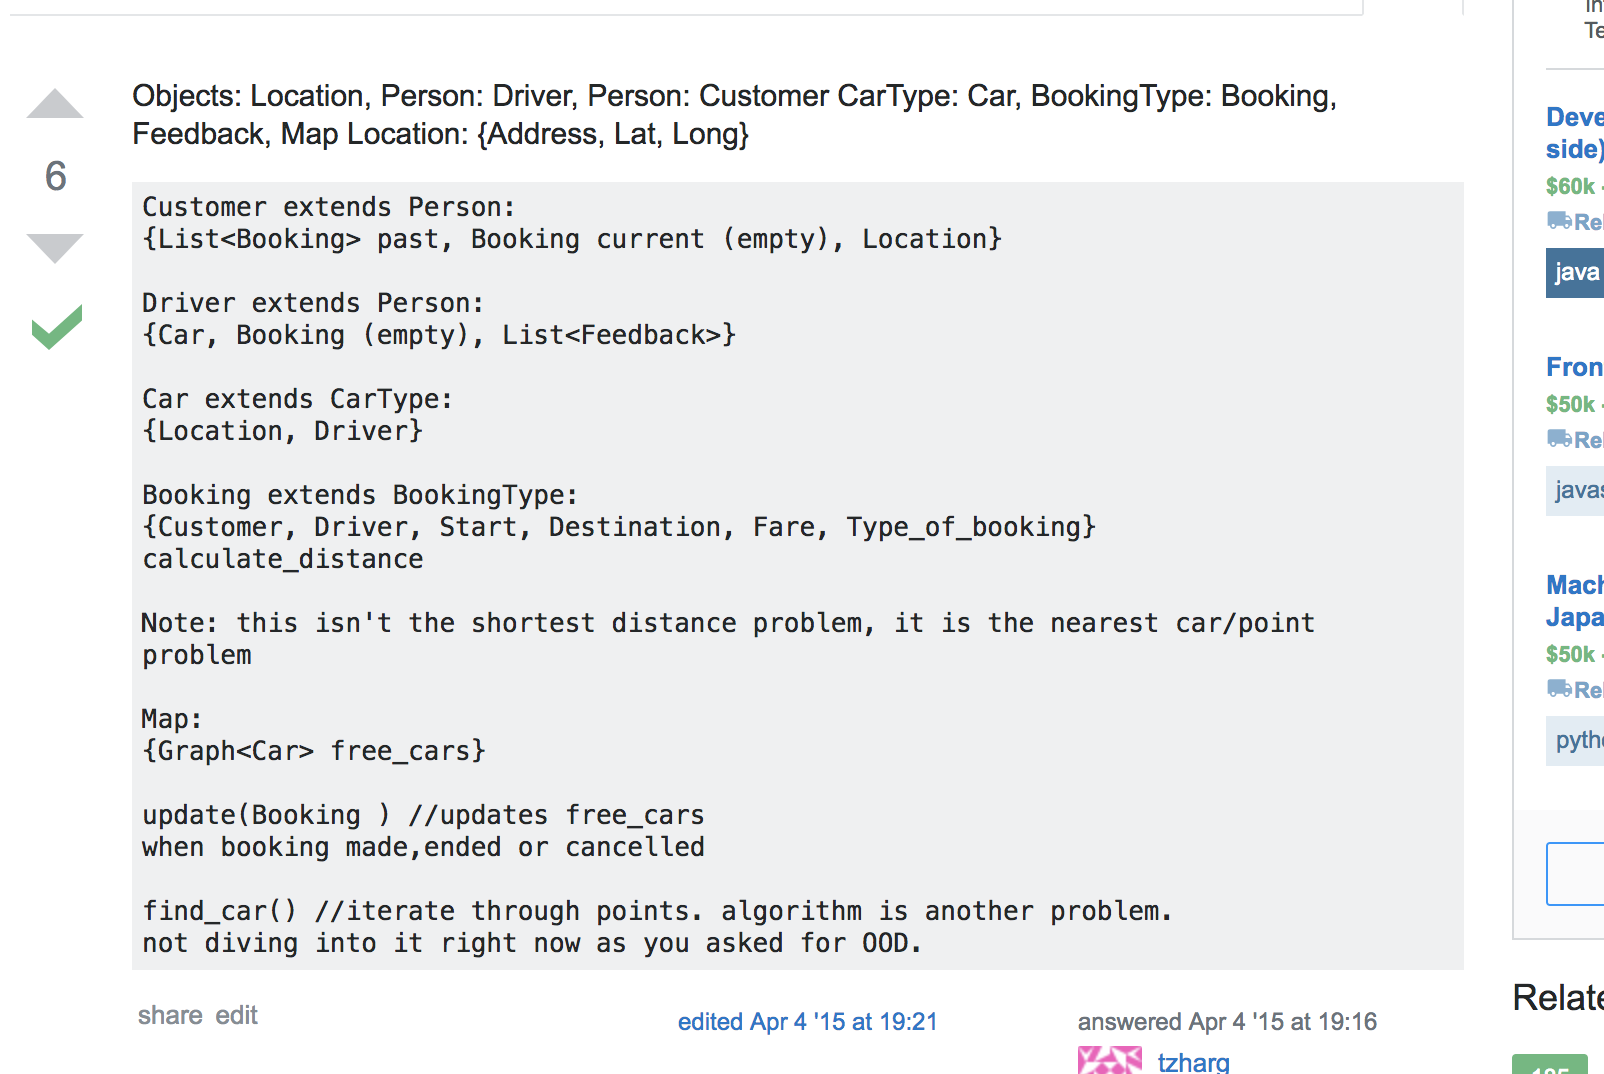 Objects: Location, Person: Driver, Person: Customer CarType: Car, BookingType: Booking,
Feedback, Map Location: {Address, Lat, Long}
6
Customer extends Person:
{List<Booking> past, Booking current (empty), Location}
Driver extends Person:
{Car, Booking (empty), List<Feedback>}
Car extends CarType:
{Location, Driver}
Booking extends BookingType:
{Customer, Driver, Start, Destination, Fare, Type_of_booking}
calculate_distance
Note: this isn't the shortest distance problem, it is the nearest car/point
problem
Map:
{Graph<Car> free_cars}
update(Booking ) //updates free_cars
when booking made,ended or cancelled
find_car() //iterate through points. algorithm is another problem.
not diving into it right now as you asked for OOD.
share edit
edited Apr 4 '15 at 19:21
answered Apr 4 '15 at 19:16
tzharg
Te
Deve
side)
$60k -
Rel
java
Fron
$50k -
Rel
javas
Mach
Japa
$50k -
Rel
pytho
Relate